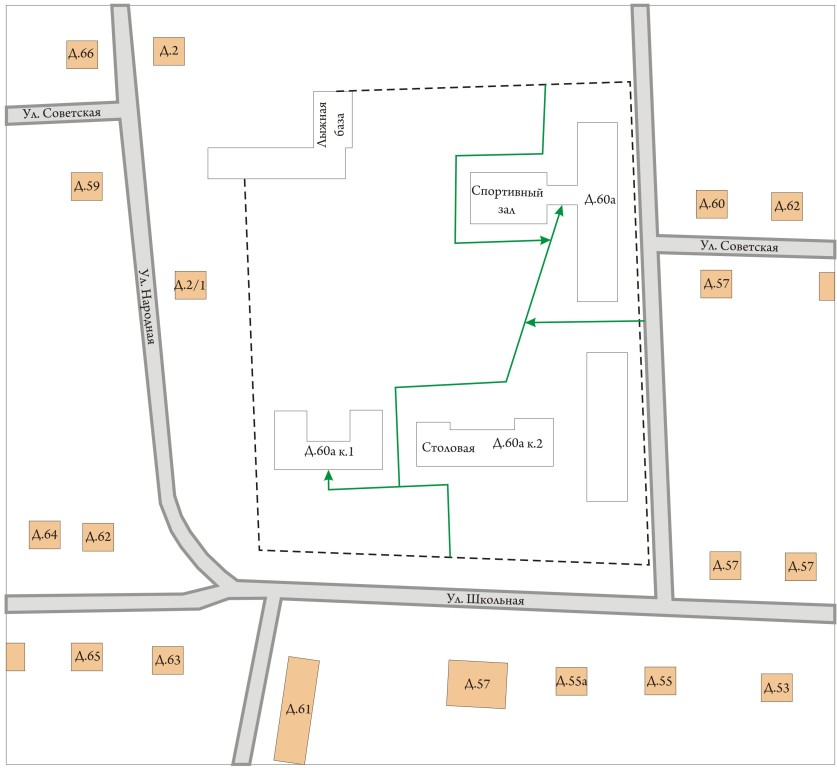 Д.66
Д.2
Ул. Советская
Лыжная
база
Д.59
Спортивный
зал
Д.60а
Д.60
Д.62
Ул. Советская
Д.2/1
Д.57
Ул. Народная
Д.60а к.1
Столовая
Д.60а к.2
Д.64
Д.62
Д.57
Д.57
Ул. Школьная
Д.65
Д.63
Д.61
Д.57
Д.55а
Д.55
Д.53